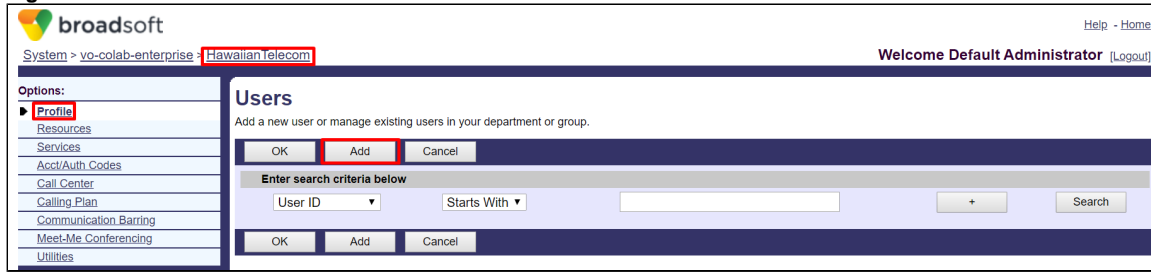 broadsoft
Help - Home
System > vo-colab-enterprise > HawaiianTelecom
Welcome Default Administrator [Logout]
Options:
Profile
Resources
Services
Acct/Auth Codes
Call Center
Calling Plan
Communication Barring
Meet-Me Conferencing
Utilities
Users
Add a new user or manage existing users in your department or group.
OK Add Cancel
Enter search criteria below
User ID Starts With + Search
OK Add Cancel